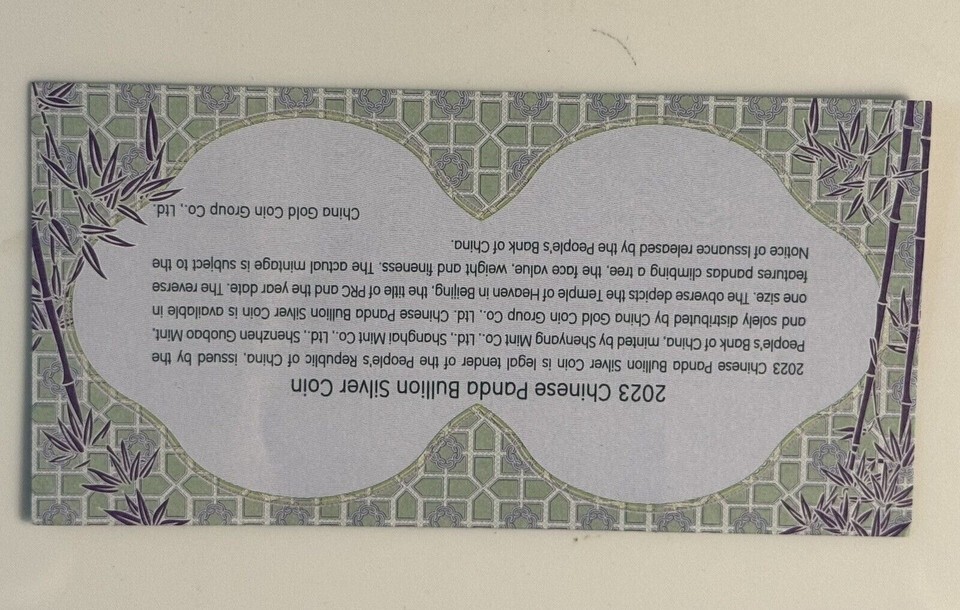 2023 Chinese Panda Bullion Silver Coin
2023 Chinese Panda Bullion Silver Coin is legal tender of the People's Republic of China, issued by the
People's Bank of China, minted by Shenyang Mint Co., Ltd., Shanghai Mint Co., Ltd., Shenzhen Guobao Mint,
and solely distributed by China Gold Coin Group Co., Ltd. Chinese Panda Bullion Silver Coin is available in
one size. The obverse depicts the Temple of Heaven in Beijing, the title of PRC and the year date. The reverse
features pandas climbing a tree, the face value, weight and fineness. The actual mintage is subject to the
Notice of Issuance released by the People's Bank of China.
China Gold Coin Group Co., Ltd.